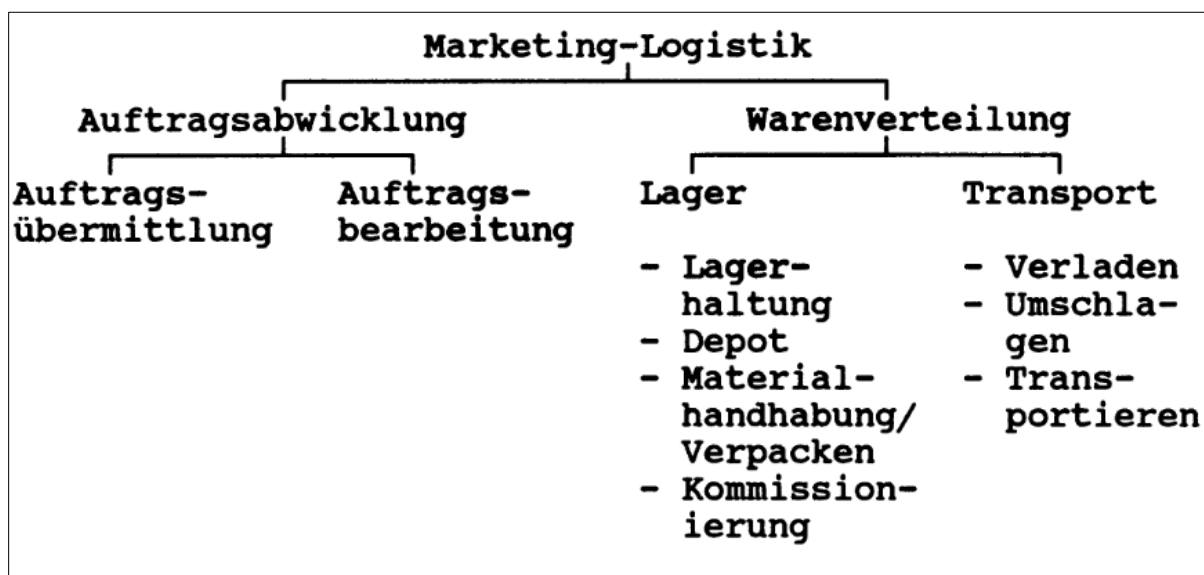 Marketing-Logistik
Auftragsabwicklung Warenverteilung
Auftrags- Auftrags- Lager Transport
übermittlung bearbeitung
- Lager- - Verladen
haltung - Umschla-
- Depot gen
- Material- - Trans-
handhabung/ portieren
Verpacken
- Kommission-
ierung